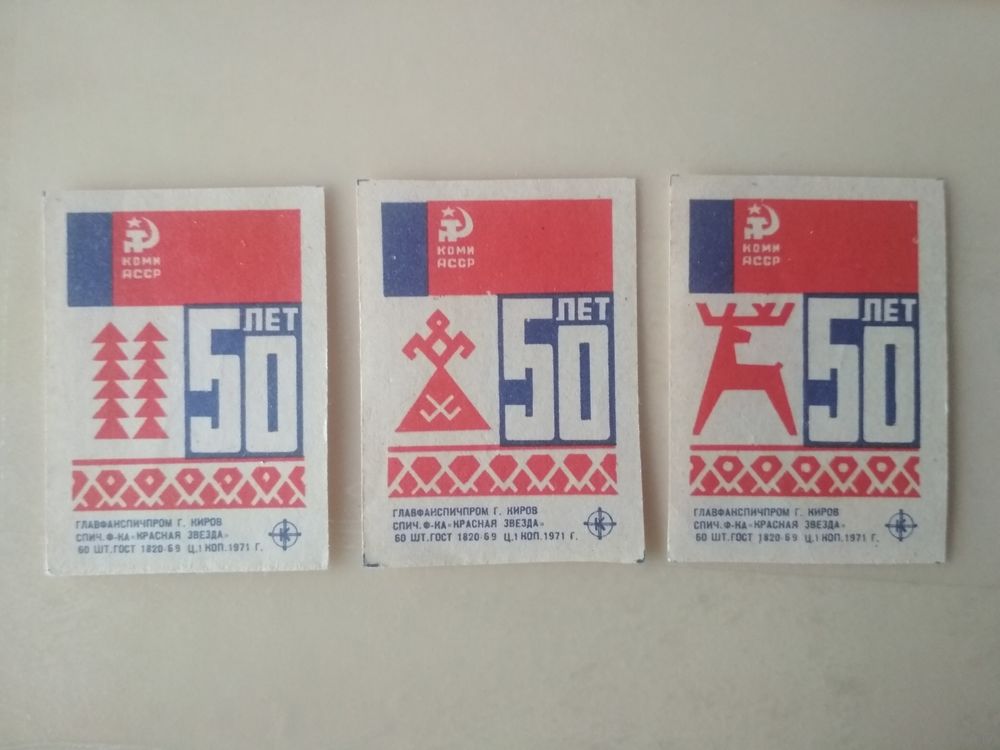 КОМИ
АССР
50 ЛЕТ
ГЛАВФАНСПИЧПРОМ Г. КИРОВ
СПИЧ.Ф-КА«КРАСНАЯ ЗВЕЗДА»
60 ШТ.ГОСТ 1820-69 Ц.1 КОП.1971 Г.
К
КОМИ
АССР
50 ЛЕТ
ГЛАВФАНСПИЧПРОМ Г. КИРОВ
СПИЧ.Ф-КА«КРАСНАЯ ЗВЕЗДА»
60 ШТ.ГОСТ 1820-69 Ц.1 КОП.1971 Г.
К
КОМИ
АССР
50 ЛЕТ
ГЛАВФАНСПИЧПРОМ Г. КИРОВ
СПИЧ.Ф-КА«КРАСНАЯ ЗВЕЗДА»
60 ШТ.ГОСТ 1820-69 Ц.1 КОП.1971 Г.
К